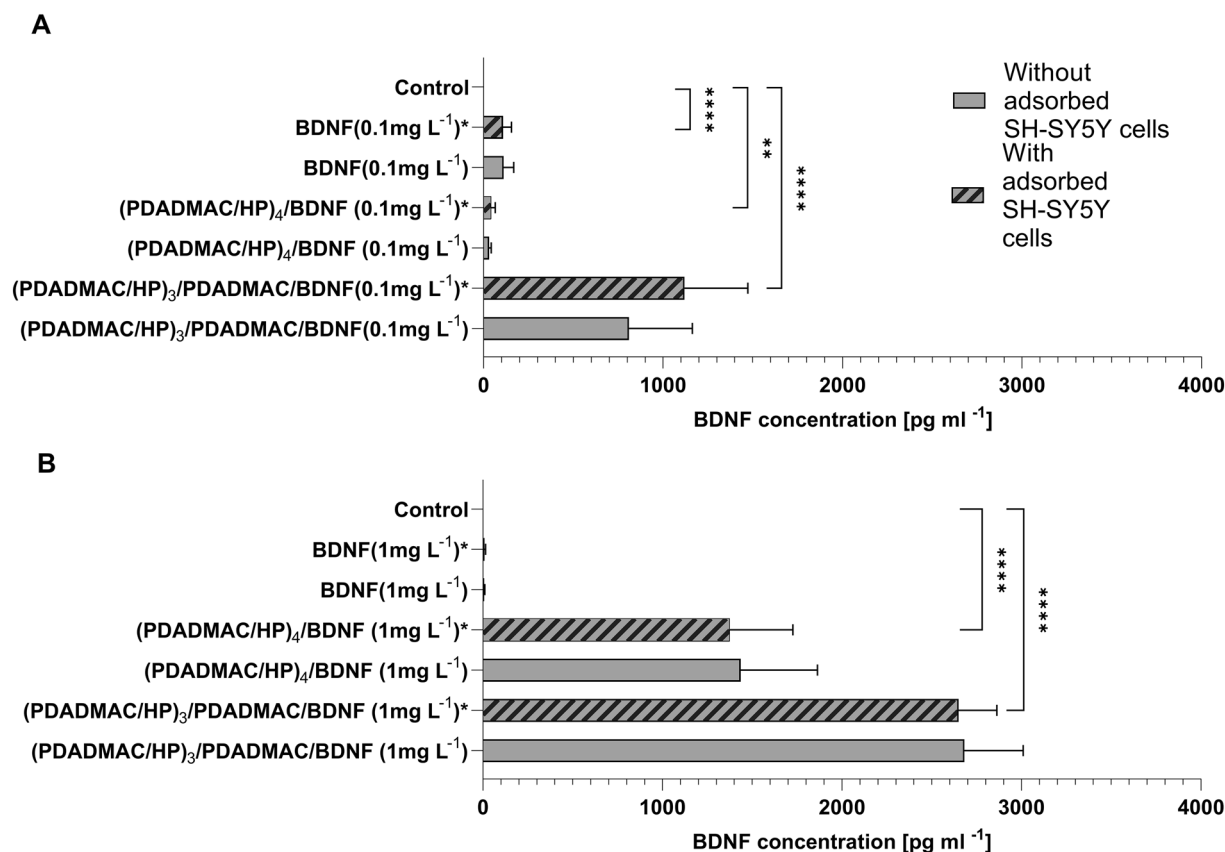 A
Control
BDNF(0.1mg L⁻¹)*
BDNF(0.1mg L⁻¹)
(PDADMAC/HP)₄/BDNF (0.1mg L⁻¹)*
(PDADMAC/HP)₄/BDNF (0.1mg L⁻¹)
(PDADMAC/HP)₃/PDADMAC/BDNF(0.1mg L⁻¹)*
(PDADMAC/HP)₃/PDADMAC/BDNF(0.1mg L⁻¹)
****
**
****
Without
adsorbed
SH-SY5Y cells
With
adsorbed
SH-SY5Y
cells
0 1000 2000 3000 4000
BDNF concentration [pg ml ⁻¹]
B
Control
BDNF(1mg L⁻¹)*
BDNF(1mg L⁻¹)
(PDADMAC/HP)₄/BDNF (1mg L⁻¹)*
(PDADMAC/HP)₄/BDNF (1mg L⁻¹)
(PDADMAC/HP)₃/PDADMAC/BDNF (1mg L⁻¹)*
(PDADMAC/HP)₃/PDADMAC/BDNF (1mg L⁻¹)
****
****
0 1000 2000 3000 4000
BDNF concentration [pg ml ⁻¹]